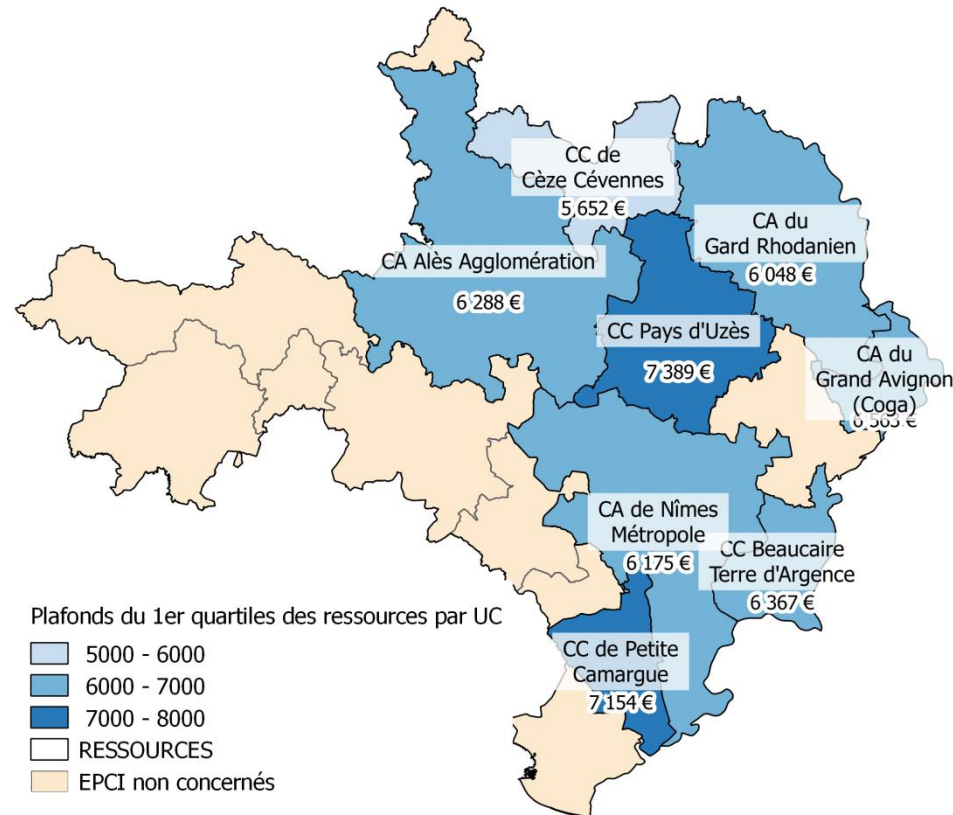 CC de
Cèze Cévennes
5,652 €
CA du
Gard Rhodanien
6 048 €
CA Alès Agglomération
6 288 €
CC Pays d'Uzès
7 389 €
CA du
Grand Avignon
(Coga)
6 563 €
CA de Nîmes
Métropole
6 175 €
CC Beaucaire
Terre d'Argence
6 367 €
CC de Petite
Camargue
7 154 €
Plafonds du 1er quartiles des ressources par UC
5000 - 6000
6000 - 7000
7000 - 8000
RESSOURCES
EPCI non concernés